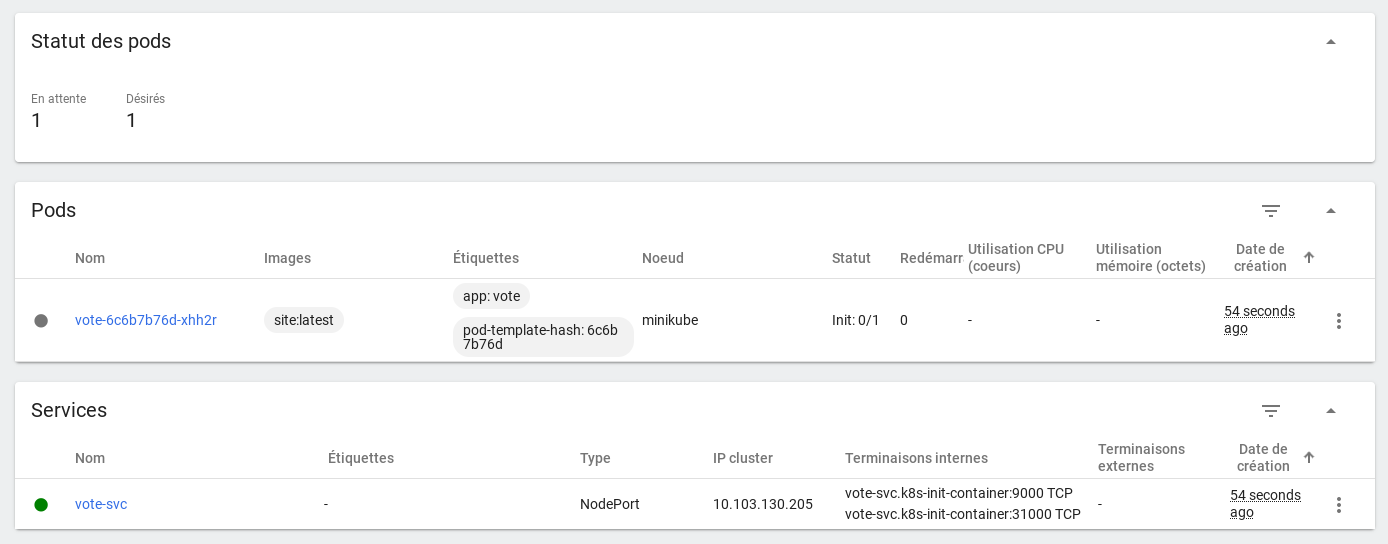 Statut des pods
En attente
Désirés
1
1
Pods
Nom
Images
Étiquettes
Noeud
Statut
Redémarr
Utilisation CPU
(coeurs)
Utilisation
mémoire (octets)
Date de
création
vote-6c6b7b76d-xhh2r
site:latest
app: vote
pod-template-hash: 6c6b
7b76d
minikube
Init: 0/1
0
-
-
54 seconds
ago
Services
Nom
Étiquettes
Type
IP cluster
Terminaisons internes
Terminaisons
externes
Date de
création
vote-svc
-
NodePort
10.103.130.205
vote-svc.k8s-init-container:9000 TCP
vote-svc.k8s-init-container:31000 TCP
-
54 seconds
ago